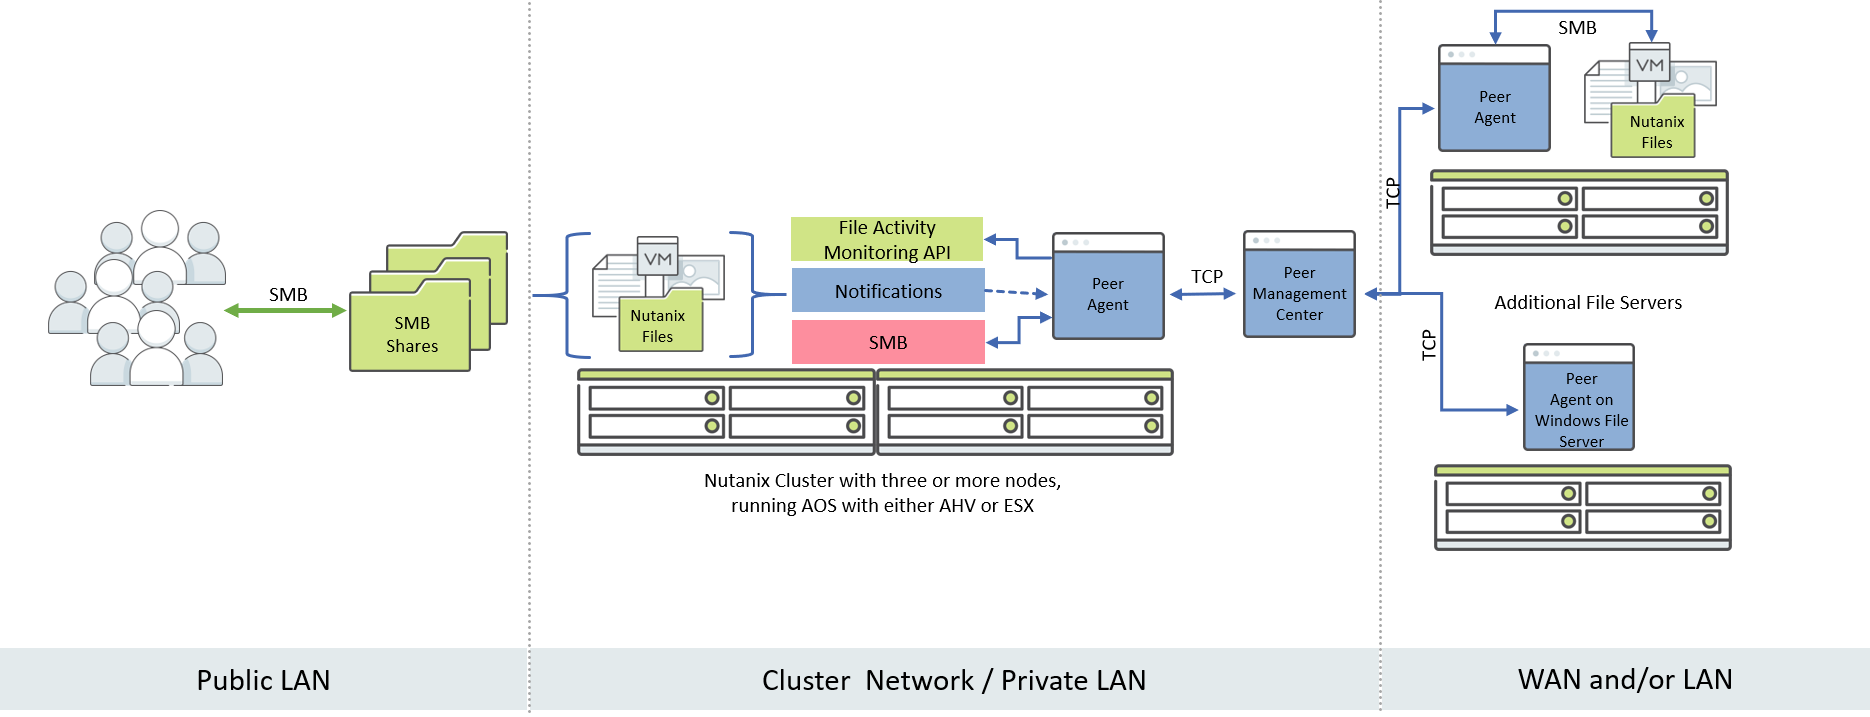 SMB
SMB
Shares
VM
Nutanix
Files
File Activity
Monitoring API
Notifications
SMB
Peer
Agent
TCP
Peer
Management
Center
Nutanix Cluster with three or more nodes,
running AOS with either AHV or ESX
TCP
TCP
SMB
Peer
Agent
VM
Nutanix
Files
Additional File Servers
Peer
Agent on
Windows File
Server
Public LAN
Cluster Network / Private LAN
WAN and/or LAN